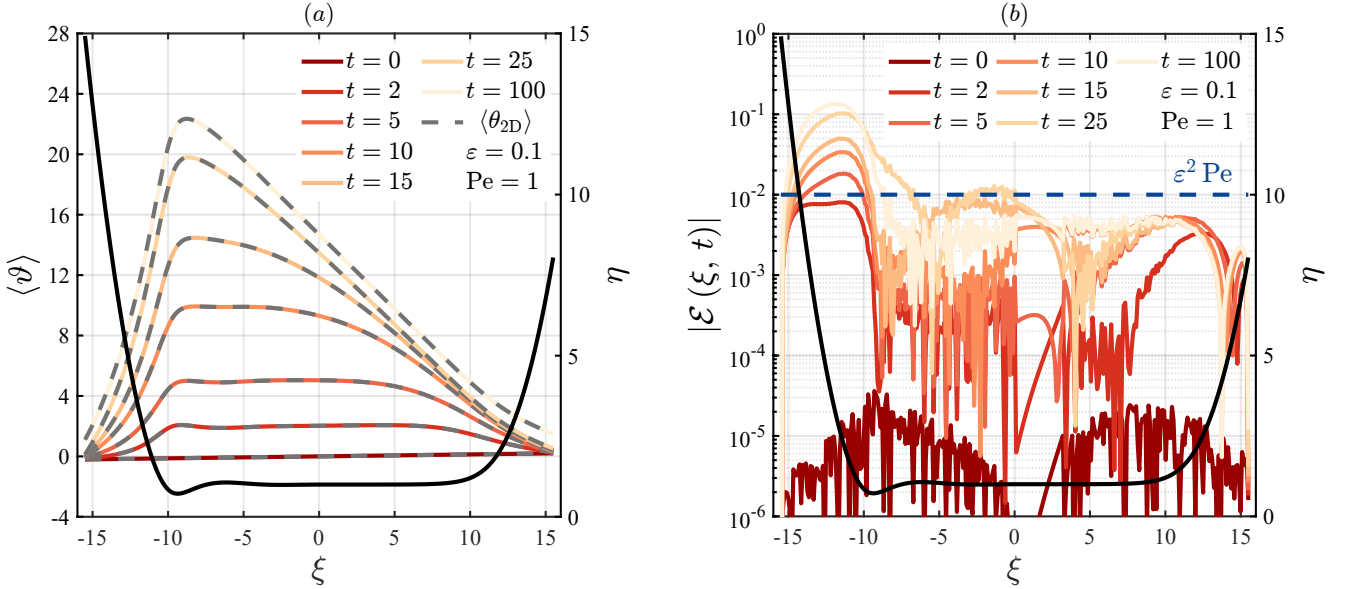 (a)
28
24
20
16
12
8
4
0
-4
⟨ϑ⟩
15
10
5
0
η
-15 -10 -5 0 5 10 15
ξ
t = 0
t = 2
t = 5
t = 10
t = 15
t = 25
t = 100
⟨θ2D⟩
ε = 0.1
Pe = 1
(b)
10^0
10^-1
10^-2
10^-3
10^-4
10^-5
10^-6
|ℰ (ξ, t)|
15
10
5
0
η
-15 -10 -5 0 5 10 15
ξ
t = 0
t = 2
t = 5
t = 10
t = 15
t = 25
t = 100
ε = 0.1
Pe = 1
ε² Pe